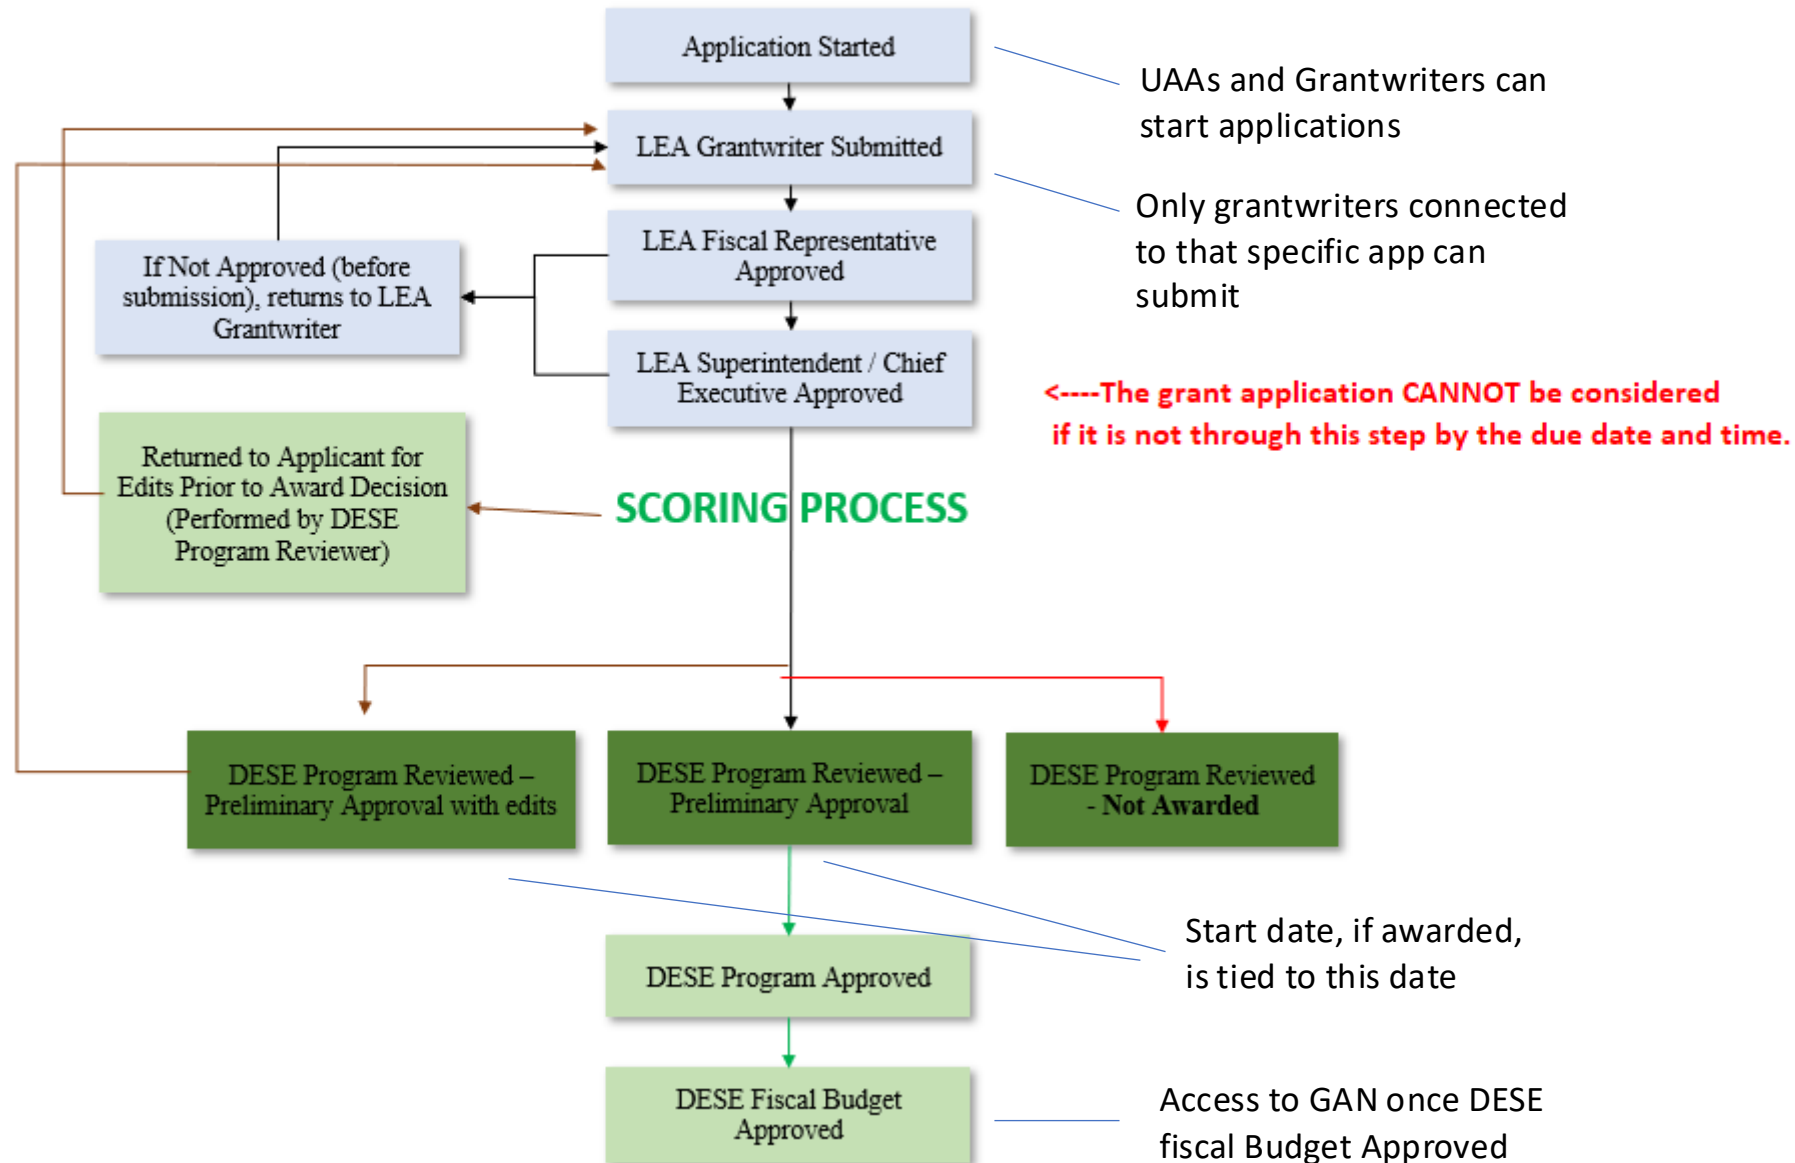 Application Started
UAAs and Grantwriters can
start applications
LEA Grantwriter Submitted
Only grantwriters connected
to that specific app can
submit
LEA Fiscal Representative
Approved
If Not Approved (before
submission), returns to LEA
Grantwriter
LEA Superintendent / Chief
Executive Approved
<----The grant application CANNOT be considered
if it is not through this step by the due date and time.
Returned to Applicant for
Edits Prior to Award Decision
(Performed by DESE
Program Reviewer)
SCORING PROCESS
DESE Program Reviewed –
Preliminary Approval with edits
DESE Program Reviewed –
Preliminary Approval
DESE Program Reviewed
- Not Awarded
Start date, if awarded,
is tied to this date
DESE Program Approved
DESE Fiscal Budget
Approved
Access to GAN once DESE
fiscal Budget Approved